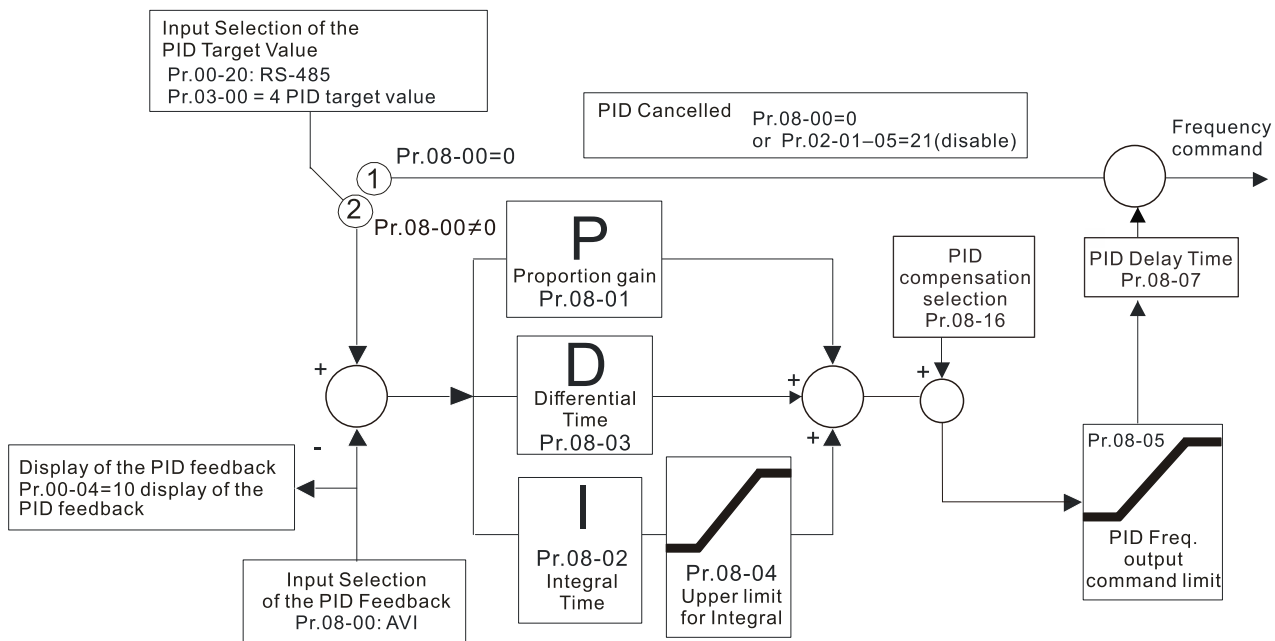 Input Selection of the
PID Target Value
Pr.00-20: RS-485
Pr.03-00 = 4 PID target value
PID Cancelled
Pr.08-00=0
or Pr.02-01–05=21(disable)
Frequency
command
Pr.08-00=0
1
2
Pr.08-00≠0
P
Proportion gain
Pr.08-01
PID
compensation
selection
Pr.08-16
PID Delay Time
Pr.08-07
+
D
Differential
Time
Pr.08-03
+
+
+
-
Display of the PID feedback
Pr.00-04=10 display of the
PID feedback
I
Pr.08-02
Integral
Time
Pr.08-04
Upper limit
for Integral
Pr.08-05
PID Freq.
output
command limit
Input Selection
of the PID Feedback
Pr.08-00: AVI